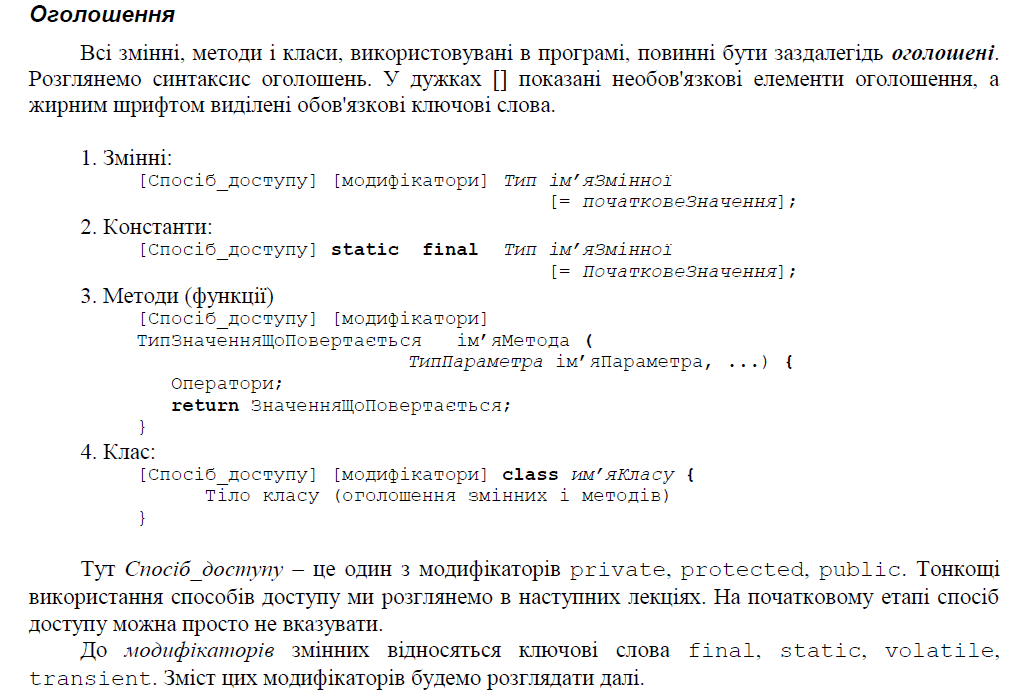 Оголошення
Всі змінні, методи і класи, використовувані в програмі, повинні бути заздалегідь оголошені.
Розглянемо синтаксис оголошень. У дужках [] показані необов'язкові елементи оголошення, а
жирним шрифтом виділені обов'язкові ключові слова.
1. Змінні:
[Спосіб_доступу] [модифікатори] Тип ім’яЗмінної
[= початковеЗначення];
2. Константи:
[Спосіб_доступу] static final Тип ім’яЗмінної
[= ПочатковеЗначення];
3. Методи (функції)
[Спосіб_доступу] [модифікатори]
ТипЗначенняЩоПовертається ім’яМетода (
ТипПараметра ім’яПараметра, ...) {
Оператори;
return ЗначенняЩоПовертається;
}
4. Клас:
[Спосіб_доступу] [модифікатори] class им’яКласу {
Тіло класу (оголошення змінних і методів)
}
Тут Спосіб_доступу – це один з модифікаторів private, protected, public. Тонкощі
використання способів доступу ми розглянемо в наступних лекціях. На початковому етапі спосіб
доступу можна просто не вказувати.
До модифікаторів змінних відносяться ключові слова final, static, volatile,
transient. Зміст цих модифікаторів будемо розглядати далі.